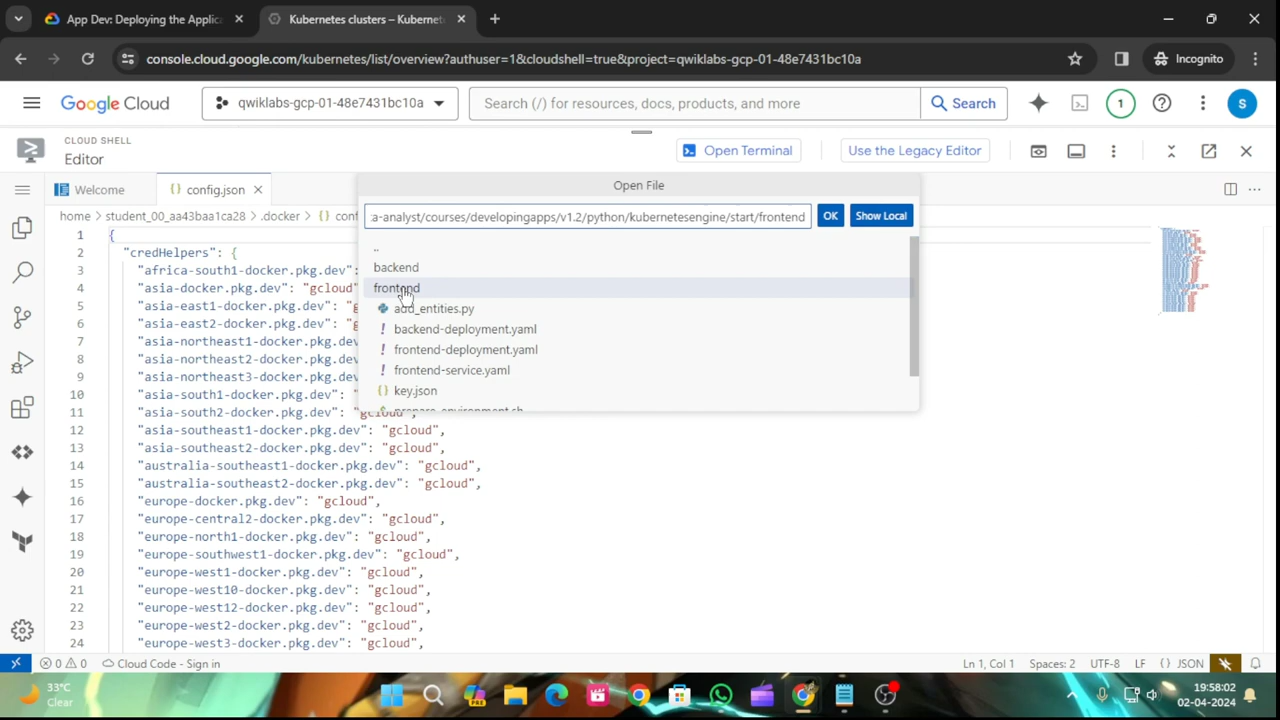 App Dev: Deploying the Applica
Kubernetes clusters – Kubernet
console.cloud.google.com/kubernetes/list/overview?authuser=1&cloudshell=true&project=qwiklabs-gcp-01-48e7431bc10a
Incognito
Google Cloud
qwiklabs-gcp-01-48e7431bc10a
Search (/) for resources, docs, products, and more
Search
1
S
CLOUD SHELL
Editor
Open Terminal
Use the Legacy Editor
Welcome
config.json
Open File
home > student_00_aa43baa1ca28 > .docker > {} conf
:a-analyst/courses/developingapps/v1.2/python/kubernetesengine/start/frontend
OK
Show Local
..
backend
frontend
add_entities.py
backend-deployment.yaml
frontend-deployment.yaml
frontend-service.yaml
key.json
prepare_environment.sh
1 {
2 "credHelpers": {
3 "africa-south1-docker.pkg.dev":
4 "asia-docker.pkg.dev": "gcloud"
5 "asia-east1-docker.pkg.dev": "g
6 "asia-east2-docker.pkg.dev": "g
7 "asia-northeast1-docker.pkg.dev
8 "asia-northeast2-docker.pkg.dev
9 "asia-northeast3-docker.pkg.dev
10 "asia-south1-docker.pkg.dev": "
11 "asia-south2-docker.pkg.dev": "gcloud",
12 "asia-southeast1-docker.pkg.dev": "gcloud",
13 "asia-southeast2-docker.pkg.dev": "gcloud",
14 "australia-southeast1-docker.pkg.dev": "gcloud",
15 "australia-southeast2-docker.pkg.dev": "gcloud",
16 "europe-docker.pkg.dev": "gcloud",
17 "europe-central2-docker.pkg.dev": "gcloud",
18 "europe-north1-docker.pkg.dev": "gcloud",
19 "europe-southwest1-docker.pkg.dev": "gcloud",
20 "europe-west1-docker.pkg.dev": "gcloud",
21 "europe-west10-docker.pkg.dev": "gcloud",
22 "europe-west12-docker.pkg.dev": "gcloud",
23 "europe-west2-docker.pkg.dev": "gcloud",
24 "europe-west3-docker.pkg.dev": "gcloud",
0 0 Cloud Code - Sign in
Ln 1, Col 1 Spaces: 2 UTF-8 LF {} JSON
33°C
Clear
PRE
19:58:02
02-04-2024